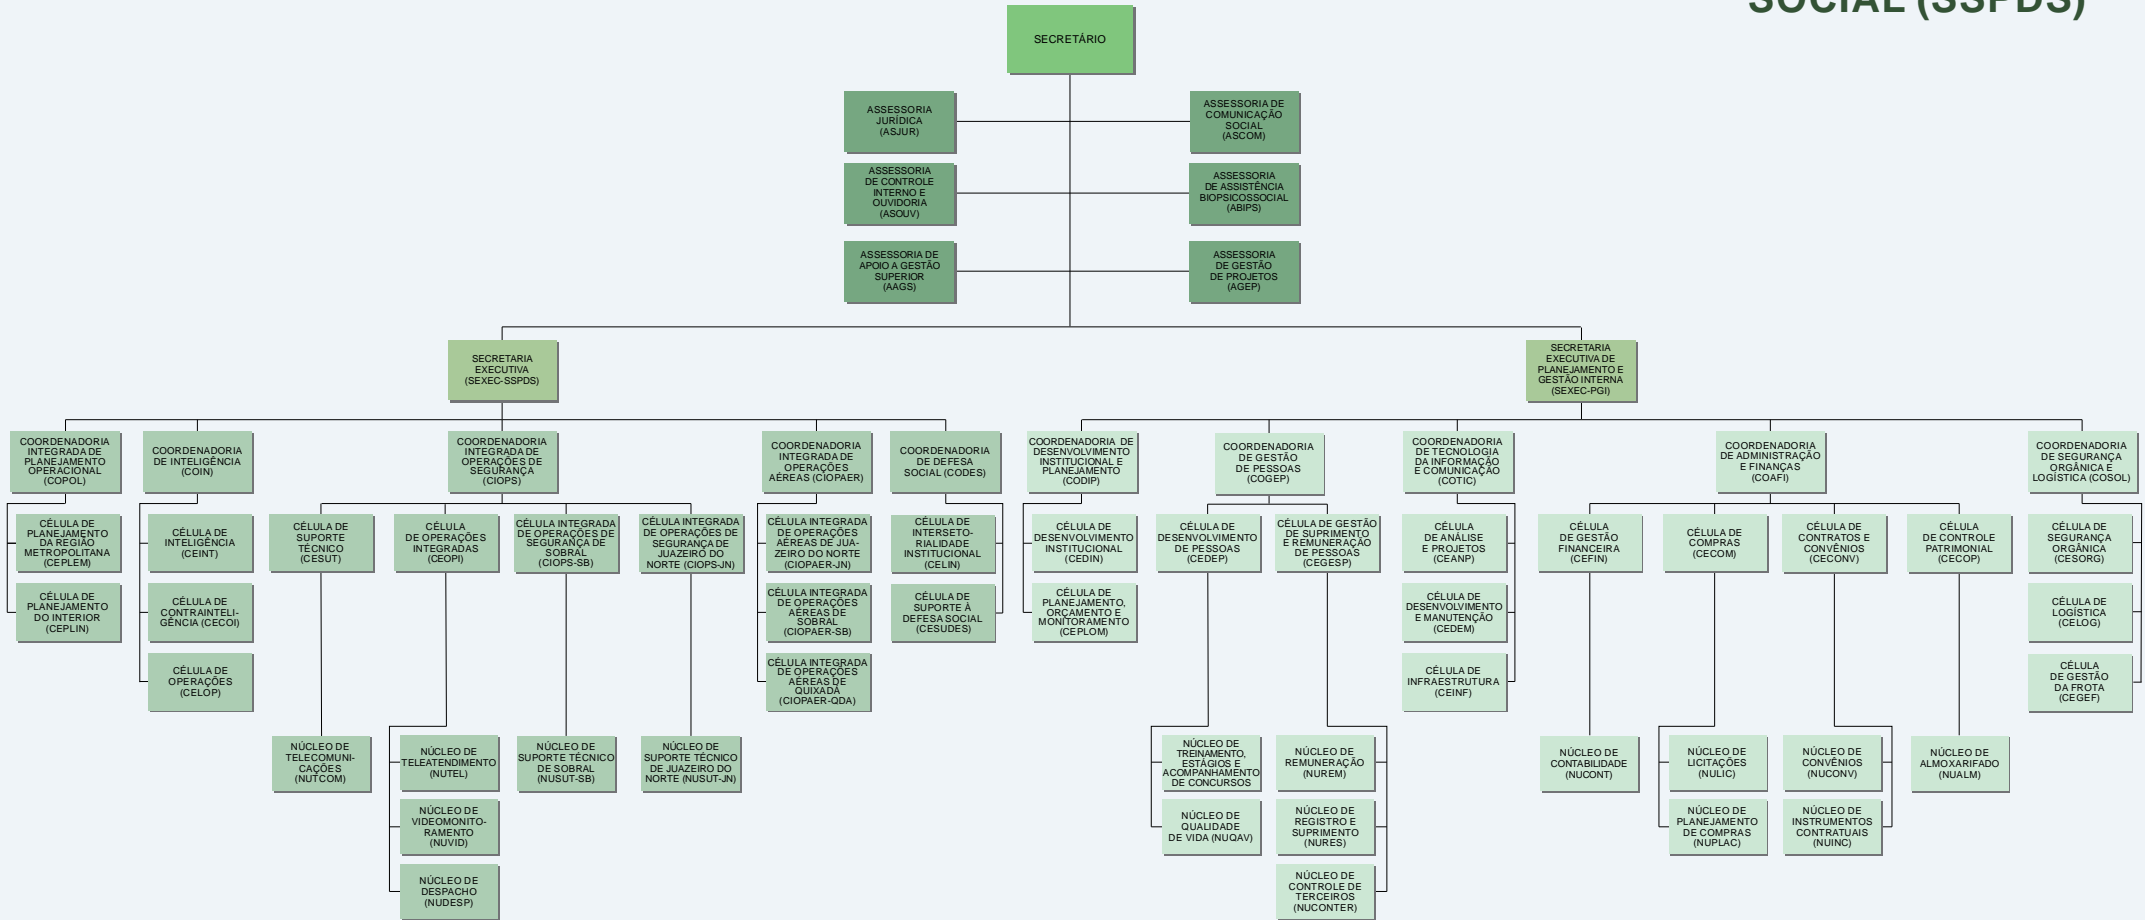 SOCIAL (SSPDS)
SECRETÁRIO
ASSESSORIA
JURÍDICA
(ASJUR)
ASSESSORIA DE
COMUNICAÇÃO
SOCIAL
(ASCOM)
ASSESSORIA
DE CONTROLE
INTERNO E
OUVIDORIA
(ASOUV)
ASSESSORIA
DE ASSISTÊNCIA
BIOPSICOSSOCIAL
(ABIPS)
ASSESSORIA DE
APOIO A GESTÃO
SUPERIOR
(AAGS)
ASSESSORIA
DE GESTÃO
DE PROJETOS
(AGEP)
SECRETARIA
EXECUTIVA
(SEXEC-SSPDS)
SECRETARIA
EXECUTIVA DE
PLANEJAMENTO E
GESTÃO INTERNA
(SEXEC-PGI)
COORDENADORIA
INTEGRADA DE
PLANEJAMENTO
OPERACIONAL
(COPOL)
COORDENADORIA
DE INTELIGÊNCIA
(COIN)
COORDENADORIA
INTEGRADA DE
OPERAÇÕES DE
SEGURANÇA
(CIOPS)
COORDENADORIA
INTEGRADA DE
OPERAÇÕES
AÉREAS (CIOPAER)
COORDENADORIA
DE DEFESA
SOCIAL (CODES)
COORDENADORIA DE
DESENVOLVIMENTO
INSTITUCIONAL E
PLANEJAMENTO
(CODIP)
COORDENADORIA
DE GESTÃO
DE PESSOAS
(COGEP)
COORDENADORIA
DE TECNOLOGIA
DA INFORMAÇÃO
E COMUNICAÇÃO
(COTIC)
COORDENADORIA
DE ADMINISTRAÇÃO
E FINANÇAS
(COAFI)
COORDENADORIA
DE SEGURANÇA
ORGÂNICA E
LOGÍSTICA (COSOL)
CÉLULA DE
PLANEJAMENTO
DA REGIÃO
METROPOLITANA
(CEPLEM)
CÉLULA DE
INTELIGÊNCIA
(CEINT)
CÉLULA DE
SUPORTE
TÉCNICO
(CESUT)
CÉLULA
DE OPERAÇÕES
INTEGRADAS
(CEOPI)
CÉLULA INTEGRADA
DE OPERAÇÕES DE
SEGURANÇA DE
SOBRAL
(CIOPS-SB)
CÉLULA INTEGRADA
DE OPERAÇÕES DE
SEGURANÇA DE
JUAZEIRO DO
NORTE (CIOPS-JN)
CÉLULA INTEGRADA
DE OPERAÇÕES
AÉREAS DE JUA-
ZEIRO DO NORTE
(CIOPAER-JN)
CÉLULA DE
INTERSETO-
RIALIDADE
INSTITUCIONAL
(CELIN)
CÉLULA DE
DESENVOLVIMENTO
INSTITUCIONAL
(CEDIN)
CÉLULA DE
DESENVOLVIMENTO
DE PESSOAS
(CEDEP)
CÉLULA DE GESTÃO
DE SUPRIMENTO
E REMUNERAÇÃO
DE PESSOAS
(CEGESP)
CÉLULA
DE ANÁLISE
E PROJETOS
(CEANP)
CÉLULA
DE GESTÃO
FINANCEIRA
(CEFIN)
CÉLULA DE
COMPRAS
(CECOM)
CÉLULA DE
CONTRATOS E
CONVÊNIOS
(CECONV)
CÉLULA
DE CONTROLE
PATRIMONIAL
(CECOP)
CÉLULA DE
SEGURANÇA
ORGÂNICA
(CESORG)
CÉLULA DE
PLANEJAMENTO
DO INTERIOR
(CEPLIN)
CÉLULA DE
CONTRAINTELI-
GÊNCIA (CECOI)
CÉLULA INTEGRADA
DE OPERAÇÕES
AÉREAS DE
SOBRAL
(CIOPAER-SB)
CÉLULA DE
SUPORTE À
DEFESA SOCIAL
(CESUDES)
CÉLULA DE
PLANEJAMENTO,
ORÇAMENTO E
MONITORAMENTO
(CEPLOM)
CÉLULA DE
DESENVOLVIMENTO
E MANUTENÇÃO
(CEDEM)
CÉLULA DE
LOGÍSTICA
(CELOG)
CÉLULA DE
OPERAÇÕES
(CELOP)
CÉLULA INTEGRADA
DE OPERAÇÕES
AÉREAS DE
QUIXADÁ
(CIOPAER-QDA)
CÉLULA DE
INFRAESTRUTURA
(CEINF)
CÉLULA
DE GESTÃO
DA FROTA
(CEGEF)
NÚCLEO DE
TELECOMUNI-
CAÇÕES
(NUTCOM)
NÚCLEO DE
TELEATENDIMENTO
(NUTEL)
NÚCLEO DE
SUPORTE TÉCNICO
DE SOBRAL
(NUSUT-SB)
NÚCLEO DE
SUPORTE TÉCNICO
DE JUAZEIRO DO
NORTE (NUSUT-JN)
NÚCLEO DE
TREINAMENTO,
ESTÁGIOS E
ACOMPANHAMENTO
DE CONCURSOS
NÚCLEO DE
REMUNERAÇÃO
(NUREM)
NÚCLEO DE
CONTABILIDADE
(NUCONT)
NÚCLEO DE
LICITAÇÕES
(NULIC)
NÚCLEO DE
CONVÊNIOS
(NUCONV)
NÚCLEO DE
ALMOXARIFADO
(NUALM)
NÚCLEO DE
VIDEOMONITO-
RAMENTO
(NUVID)
NÚCLEO DE
QUALIDADE
DE VIDA (NUQAV)
NÚCLEO DE
REGISTRO E
SUPRIMENTO
(NURES)
NÚCLEO DE
PLANEJAMENTO
DE COMPRAS
(NUPLAC)
NÚCLEO DE
INSTRUMENTOS
CONTRATUAIS
(NUINC)
NÚCLEO DE
DESPACHO
(NUDESP)
NÚCLEO DE
CONTROLE DE
TERCEIROS
(NUCONTER)